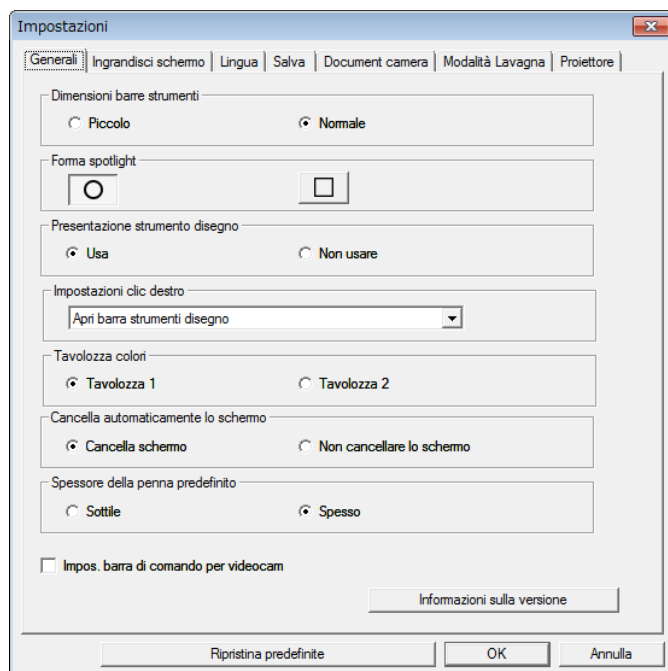 Impostazioni
Generali Ingrandisci schermo Lingua Salva Document camera Modalità Lavagna Proiettore
Dimensioni barre strumenti
Piccolo Normale
Forma spotlight
Presentazione strumento disegno
Usa Non usare
Impostazioni clic destro
Apri barra strumenti disegno
Tavolozza colori
Tavolozza 1 Tavolozza 2
Cancella automaticamente lo schermo
Cancella schermo Non cancellare lo schermo
Spessore della penna predefinito
Sottile Spesso
Impos. barra di comando per videocam
Informazioni sulla versione
Ripristina predefinite OK Annulla